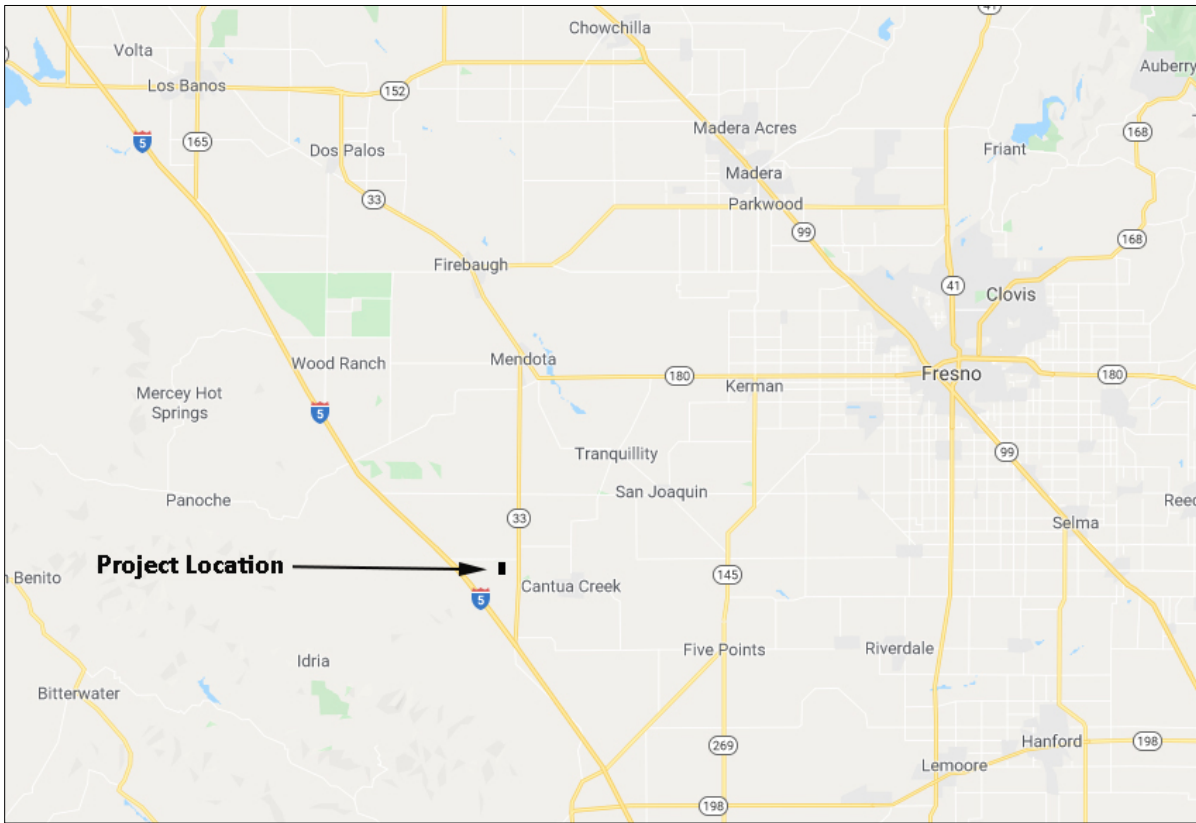 41
Chowchilla
Volta
Auberry
Los Banos
152
5
165
Madera Acres
168
Dos Palos
Friant
Madera
33
Parkwood
99
168
Firebaugh
41
Clovis
Mendota
Wood Ranch
180
Kerman
Fresno
180
Mercey Hot
Springs
5
Tranquillity
99
San Joaquin
Panoche
Reed
33
Selma
Project Location
145
n Benito
Cantua Creek
5
Five Points
Riverdale
Idria
Bitterwater
269
Hanford
198
Lemoore
198